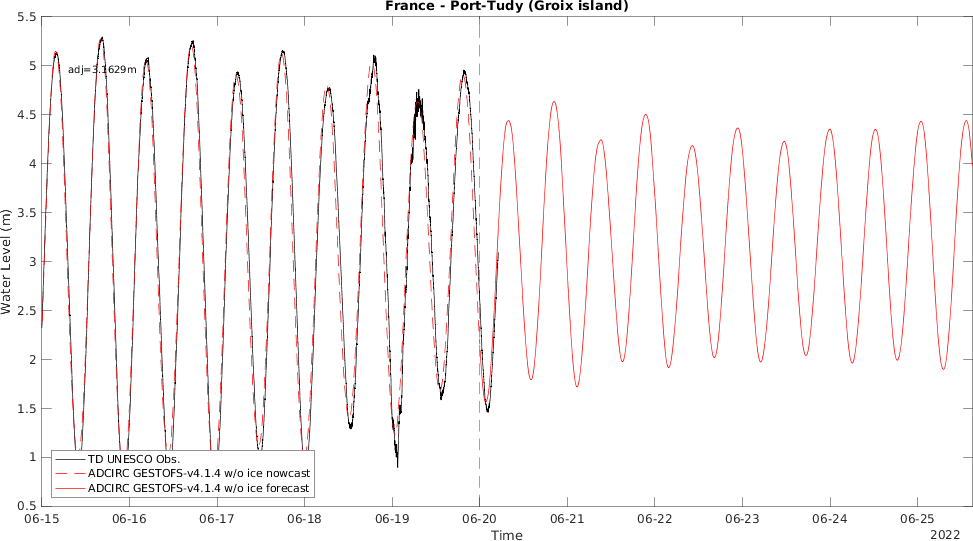 France - Port-Tudy (Groix island)
5.5
5
4.5
4
3.5
3
2.5
2
1.5
1
0.5
Water Level (m)
adj=3.1629m
TD UNESCO Obs.
ADCIRC GESTOFS-v4.1.4 w/o ice nowcast
ADCIRC GESTOFS-v4.1.4 w/o ice forecast
06-15 06-16 06-17 06-18 06-19 06-20 06-21 06-22 06-23 06-24 06-25
Time
2022